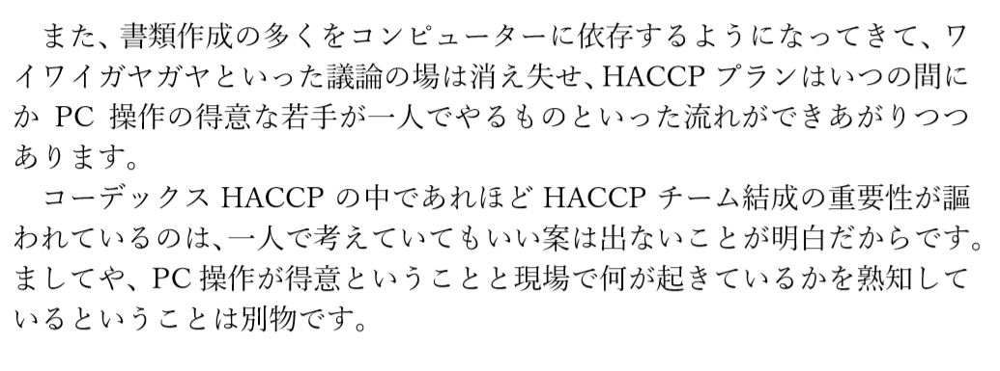 また、書類作成の多くをコンピューターに依存するようになってきて、ワ
イワイガヤガヤといった議論の場は消え失せ、HACCP プランはいつの間に
か PC 操作の得意な若手が一人でやるものといった流れができあがりつつ
あります。
　コーデックス HACCP の中であれほど HACCP チーム結成の重要性が謳
われているのは、一人で考えていてもいい案は出ないことが明白だからです。
ましてや、PC 操作が得意ということと現場で何が起きているかを熟知して
いるということは別物です。